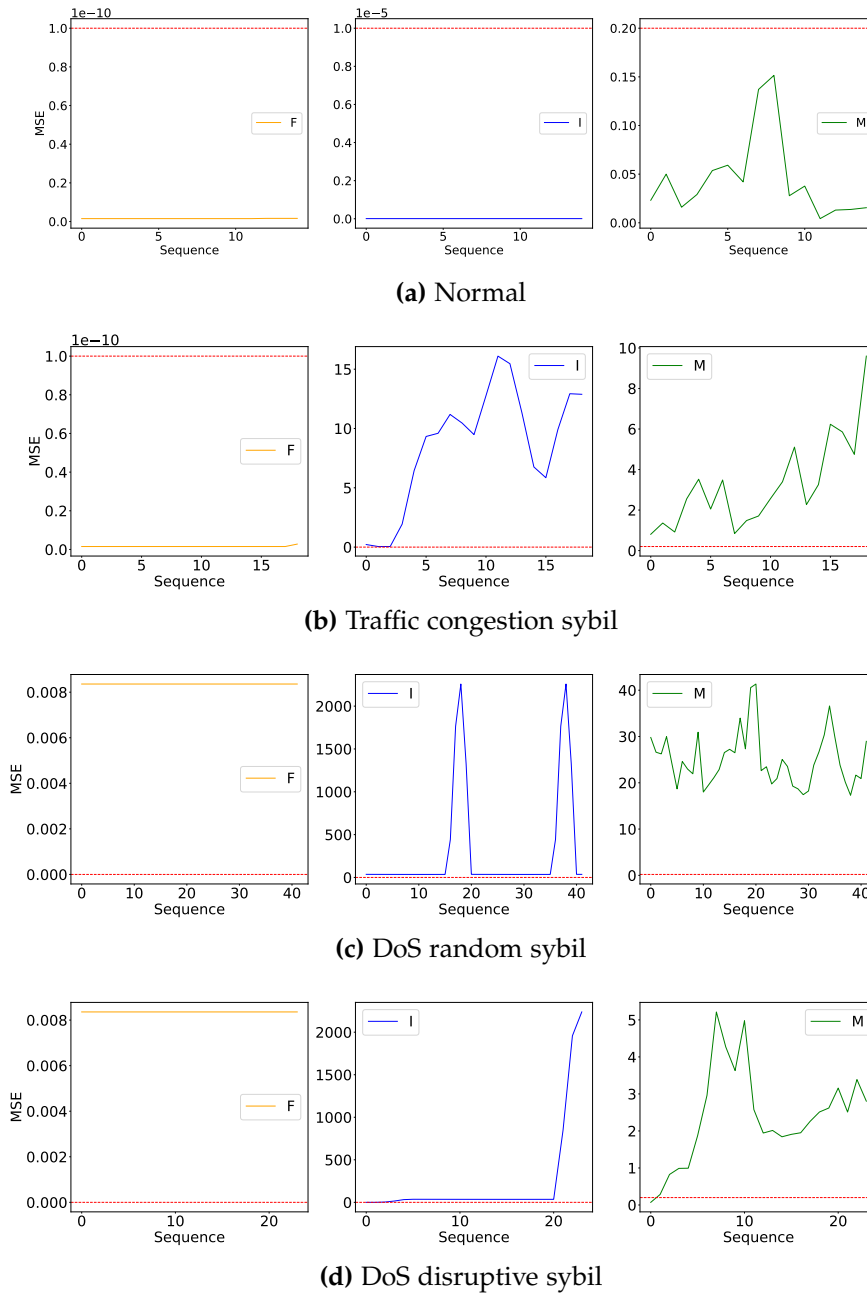 1e−10
1e−5
1.0
0.8
0.6
0.4
0.2
0.0
MSE
F
0 5 10
Sequence
1.0
0.8
0.6
0.4
0.2
0.0
I
0 5 10
Sequence
0.20
0.15
0.10
0.05
0.00
M
0 5 10
Sequence
(a) Normal
1e−10
1.0
0.8
0.6
0.4
0.2
0.0
MSE
F
0 5 10 15
Sequence
15
10
5
0
I
0 5 10 15
Sequence
10
8
6
4
2
0
M
0 5 10 15
Sequence
(b) Traffic congestion sybil
0.008
0.006
0.004
0.002
0.000
MSE
F
0 10 20 30 40
Sequence
2000
1500
1000
500
0
I
0 10 20 30 40
Sequence
40
30
20
10
0
M
0 10 20 30 40
Sequence
(c) DoS random sybil
0.008
0.006
0.004
0.002
0.000
MSE
F
0 10 20
Sequence
2000
1500
1000
500
0
I
0 10 20
Sequence
5
4
3
2
1
0
M
0 10 20
Sequence
(d) DoS disruptive sybil